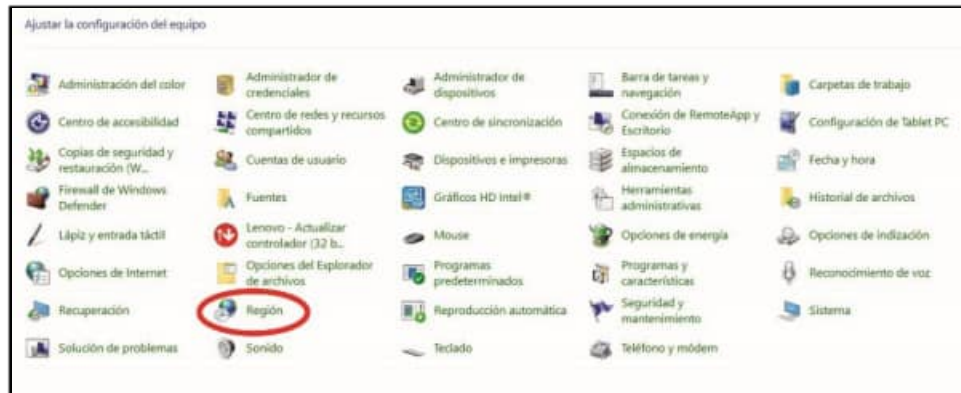 Ajustar la configuración del equipo
Administración del color
Administrador de
credenciales
Administrador de
dispositivos
Barra de tareas y
navegación
Carpetas de trabajo
Centro de accesibilidad
Centro de redes y recursos
compartidos
Centro de sincronización
Conexión de RemoteApp y
Escritorio
Configuración de Tablet PC
Copias de seguridad y
restauración (W...
Cuentas de usuario
Dispositivos e impresoras
Espacios de
almacenamiento
Fecha y hora
Firewall de Windows
Defender
Fuentes
Gráficos HD Intel®
Herramientas
administrativas
Historial de archivos
Lápiz y entrada táctil
Lenovo - Actualizar
controlador (32 b...
Mouse
Opciones de energía
Opciones de indización
Opciones de Internet
Opciones del Explorador
de archivos
Programas
predeterminados
Programas y
características
Reconocimiento de voz
Recuperación
Región
Reproducción automática
Seguridad y
mantenimiento
Sistema
Solución de problemas
Sonido
Teclado
Teléfono y módem